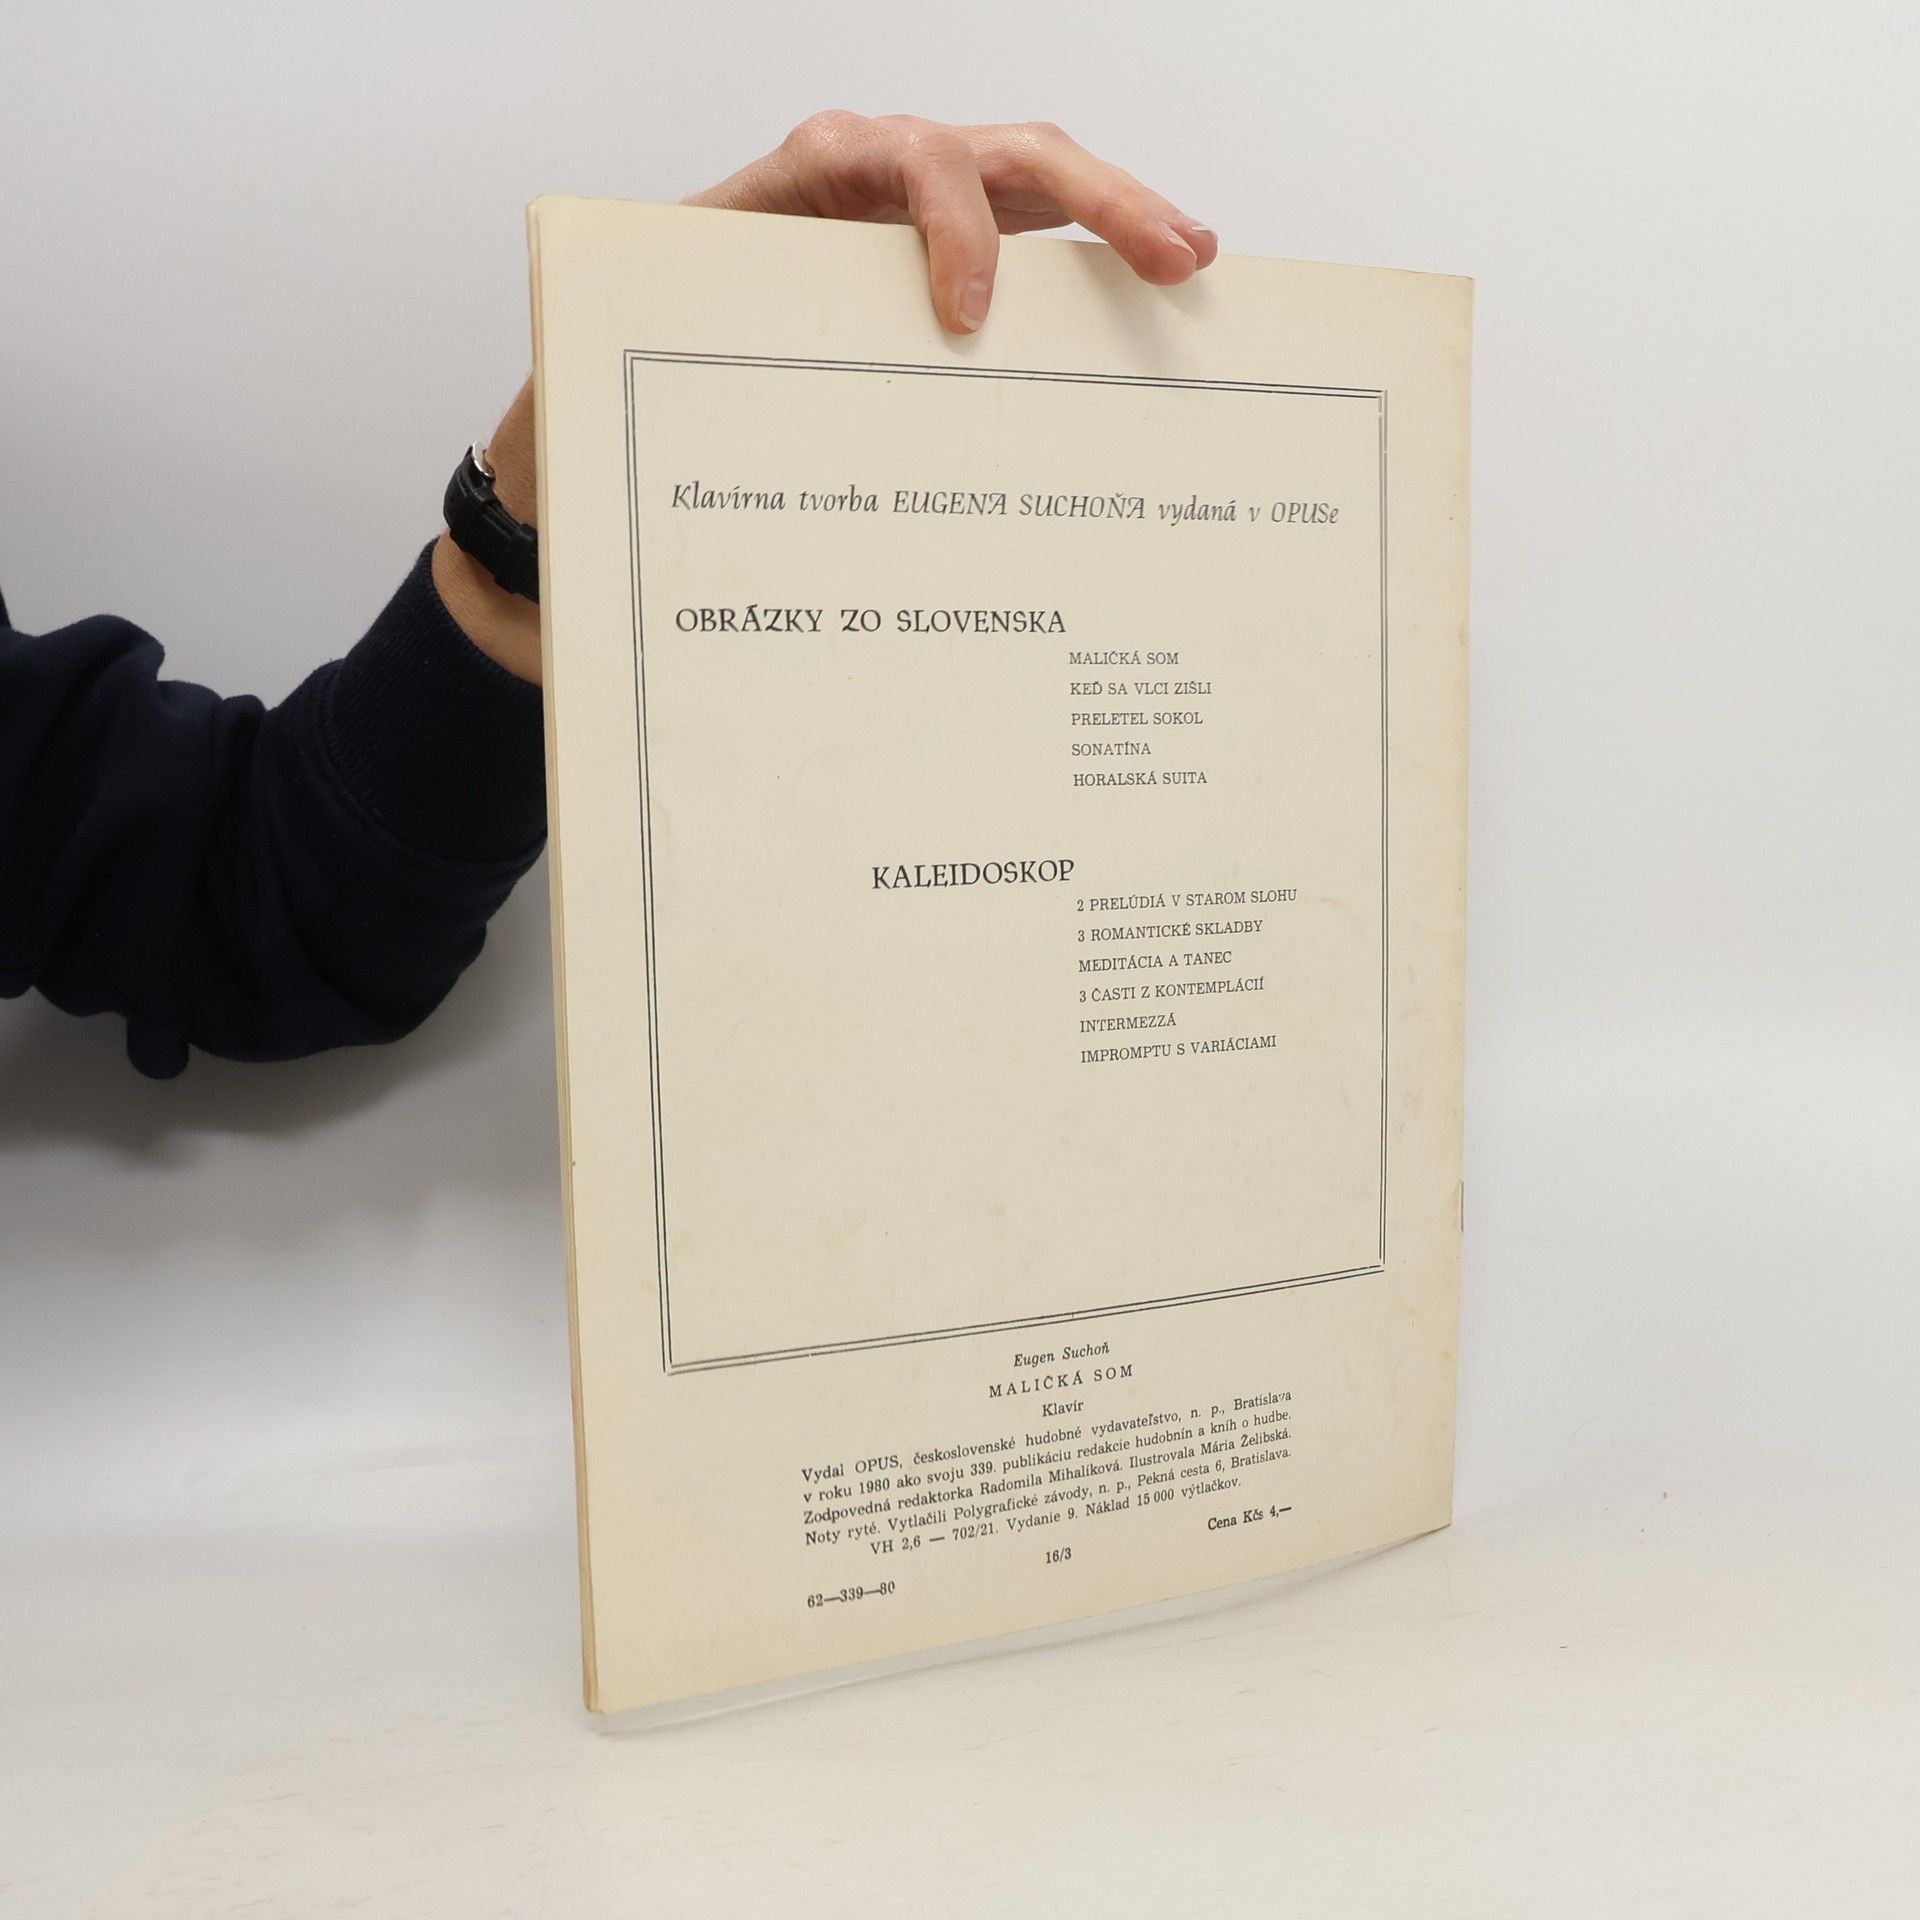 Klavírna tvorba EUGENA SUCHOŇA vydaná v OPUSe
OBRÁZKY ZO SLOVENSKA
MALIČKÁ SOM
KEĎ SA VLCI ZIŠLI
PRELETEL SOKOL
SONATÍNA
HORALSKÁ SUITA
KALEIDOSKOP
2 PRELÚDIÁ V STAROM SLOHU
3 ROMANTICKÉ SKLADBY
MEDITÁCIA A TANEC
3 ČASTI Z KONTEMPLÁCIÍ
INTERMEZZÁ
IMPROMPTU S VARIÁCIAMI
Eugen Suchoň
MALIČKÁ SOM
Klavír
Vydal OPUS, československé hudobné vydavateľstvo, n. p., Bratislava
v roku 1980 ako svoju 339. publikáciu redakcie hudobnín a kníh o hudbe.
Zodpovedná redaktorka Radomila Mihalíková. Ilustrovala Mária Želibská.
Noty ryté. Vytlačili Polygrafické závody, n. p., Pekná cesta 6, Bratislava.
VH 2,6 — 702/21. Vydanie 9. Náklad 15 000 výtlačkov.
Cena Kčs 4,—
16/3
62—339—80